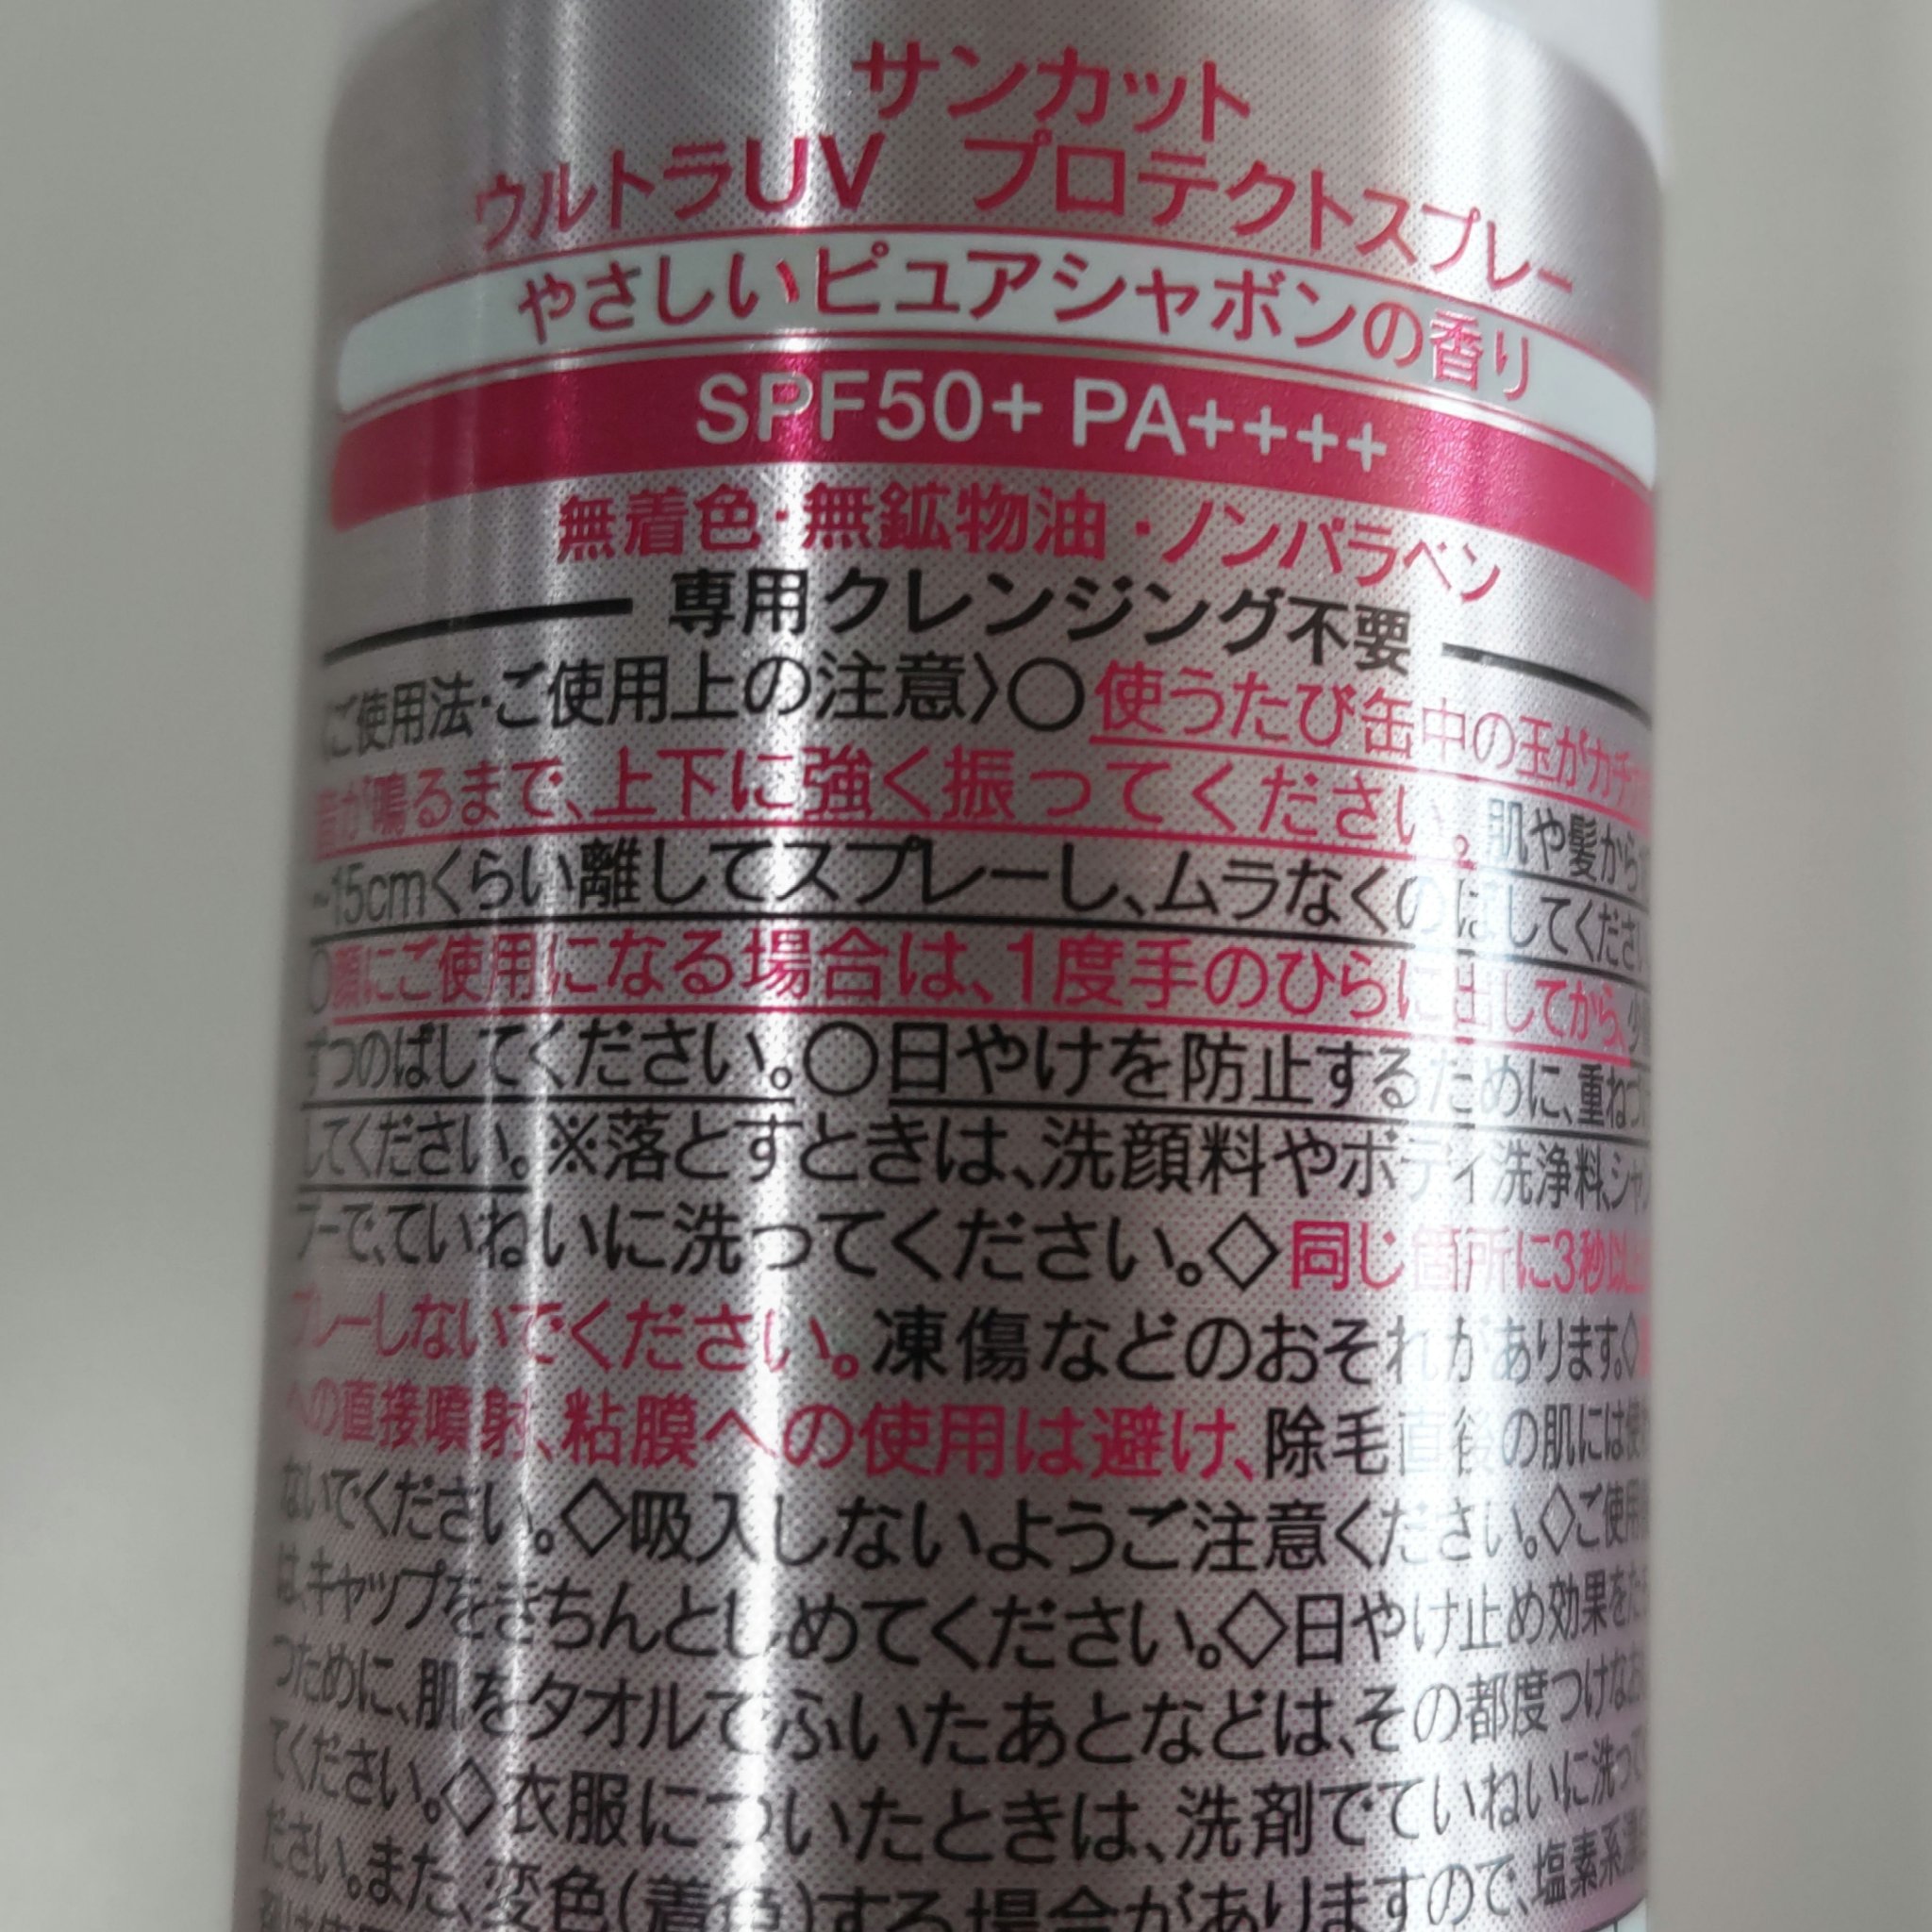 サンカット
ウルトラUV プロテクトスプレー
やさしいピュアシャボンの香り
SPF50+ PA++++
無着色・無鉱物油・ノンパラベン
専用クレンジング不要
〈ご使用法・ご使用上の注意〉○使うたび缶中の玉がカチ
音が鳴るまで、上下に強く振ってください。肌や髪から
~15cmくらい離してスプレーし、ムラなくのばしてくださ
○顔にご使用になる場合は、1度手のひらに出してから、少
ずつのばしてください。○日やけを防止するために、重ねづ
してください。※落とすときは、洗顔料やボディ洗浄料、シャ
プーで、ていねいに洗ってください。◇同じ箇所に3秒以上
プレーしないでください。凍傷などのおそれがあります。◇
への直接噴射、粘膜への使用は避け、除毛直後の肌には使
ないでください。◇吸入しないようご注意ください。◇ご使用
は、キャップをきちんとしめてください。◇日やけ止め効果をた
つために、肌をタオルでふいたあとなどは、その都度つけなお
てください。◇衣服についたときは、洗剤でていねいに洗って
ださい。また、変色(着色)する場合がありますので、塩素系